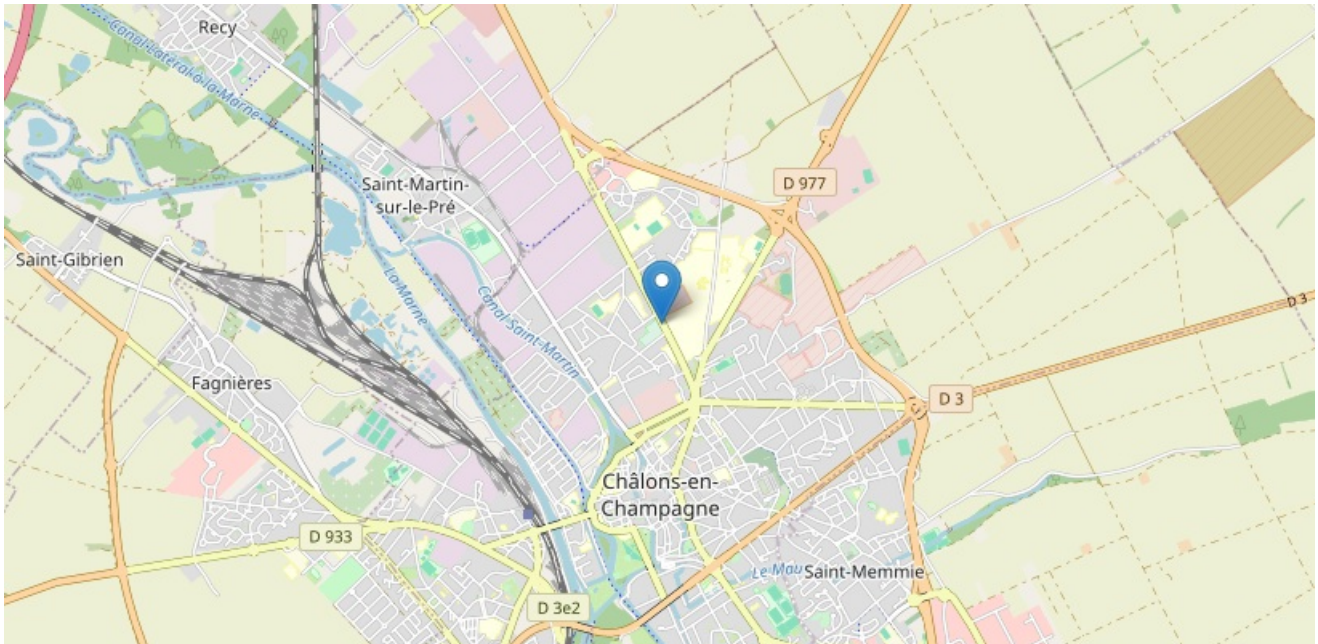 Recy
Canal Latéral à la Marne
Saint-Martin-
sur-le-Pré
D 977
Saint-Gibrien
La Marne
Canal Saint-Martin
D 3
Fagnières
D 3
Châlons-en-
Champagne
D 933
Le Mau
Saint-Memmie
D 3e2